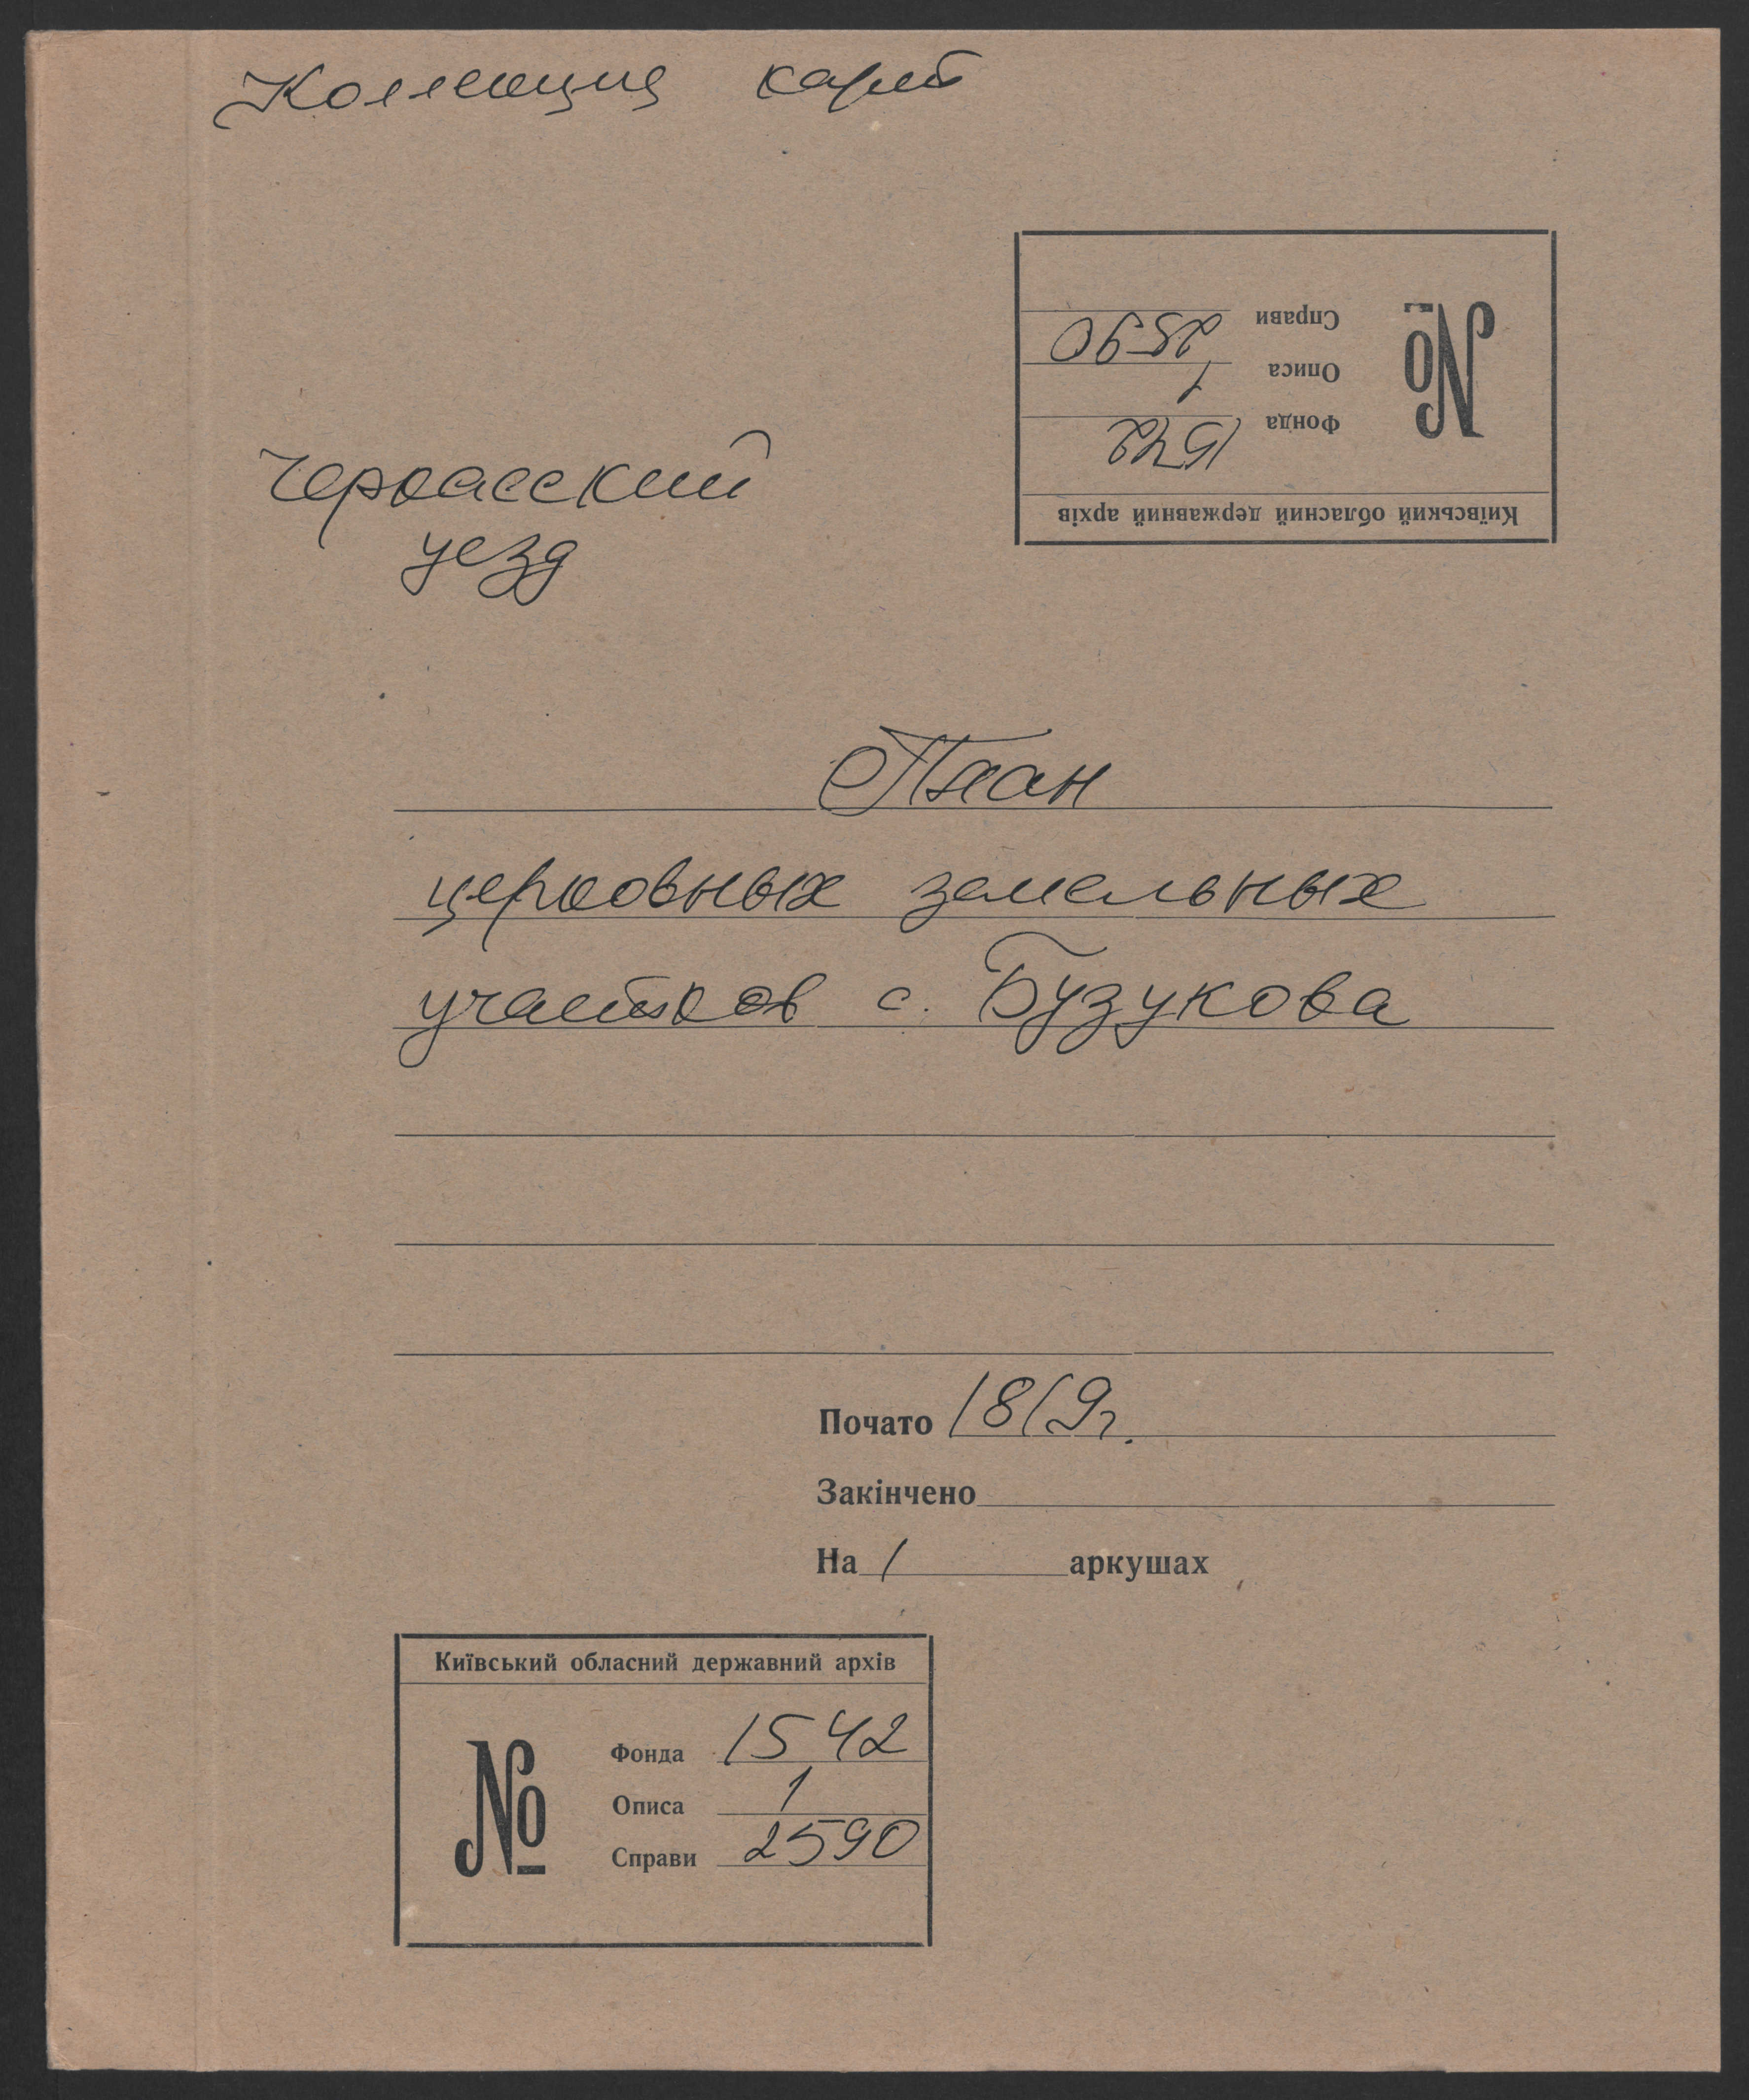 Коллекция карт
Київський обласний державний архів
№
Фонда 1542
Описа 1
Справи 2590
Черкасский
уезд
План
церковных земельных
участков с. Бузукова
Почато 1819г.
Закінчено
На 1 аркушах
Київський обласний державний архів
№
Фонда 1542
Описа 1
Справи 2590